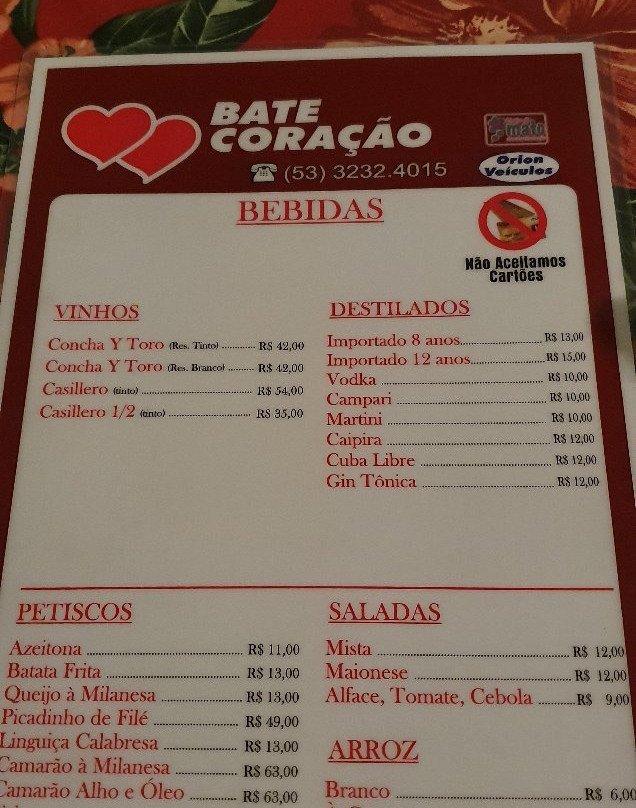 BATE
CORAÇÃO
(53) 3232.4015
Orion
Veículos
BEBIDAS
Não Aceitamos
Cartões
VINHOS
Concha Y Toro (Res. Tinto) ........... R$ 42,00
Concha Y Toro (Res. Branco) ........ R$ 42,00
Casillero (tinto) ........................... R$ 54,00
Casillero 1/2 (tinto) ..................... R$ 35,00
DESTILADOS
Importado 8 anos........................ R$ 13,00
Importado 12 anos...................... R$ 15,00
Vodka ........................................ R$ 10,00
Campari ..................................... R$ 10,00
Martini ...................................... R$ 10,00
Caipira ...................................... R$ 12,00
Cuba Libre ................................ R$ 12,00
Gin Tônica ................................ R$ 12,00
PETISCOS
Azeitona .................................... R$ 11,00
Batata Frita ................................ R$ 13,00
Queijo à Milanesa ....................... R$ 13,00
Picadinho de Filé ........................ R$ 49,00
Linguiça Calabresa ..................... R$ 13,00
Camarão à Milanesa ................... R$ 63,00
Camarão Alho e Óleo ................. R$ 63,00
SALADAS
Mista ......................................... R$ 12,00
Maionese ................................... R$ 12,00
Alface, Tomate, Cebola .......... R$ 9,00
ARROZ
Branco ....................................... R$ 6,00